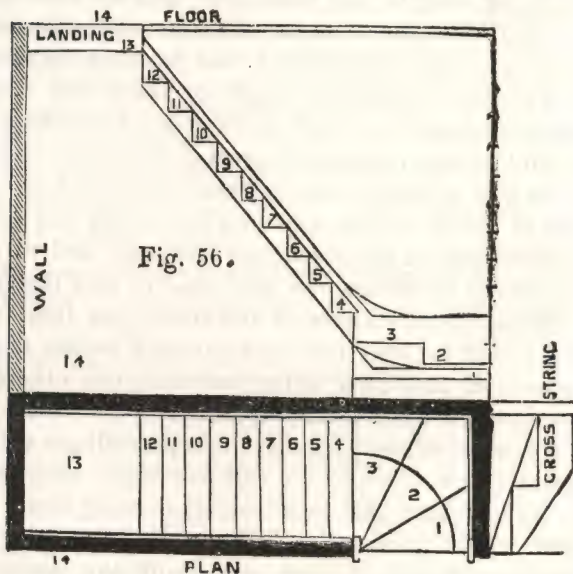 14 FLOOR
LANDING 13
12
11
10
9
8
7
6
5
4
Fig. 56.
WALL
3
2
1
14
STRING
CROSS
13 12 11 10 9 8 7 6 5 4
3
2
1
14 PLAN